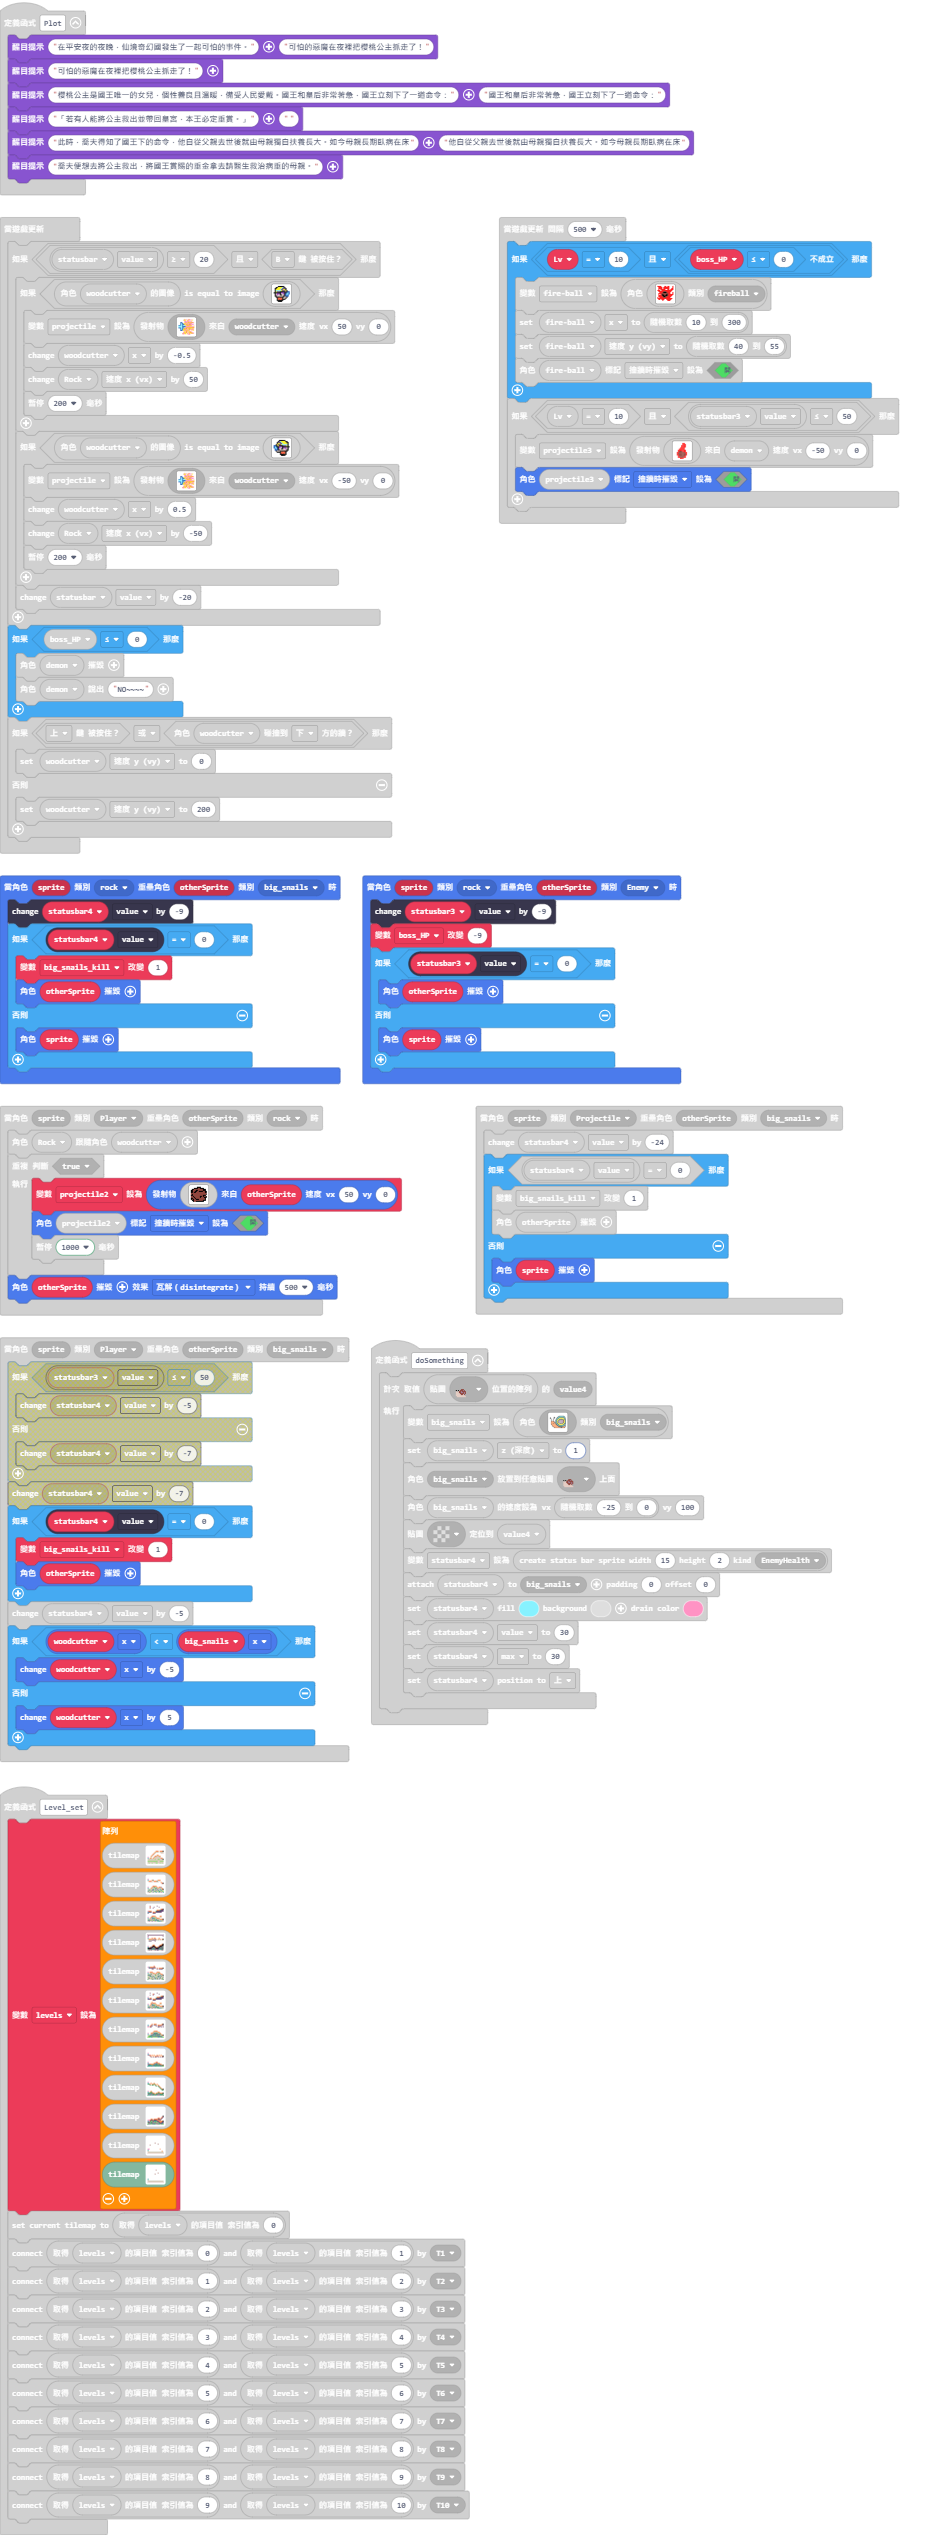 定義函式 Plot
醒目提示 "在平安夜的夜晚，仙境奇幻國發生了一起可怕的事件。" "可怕的惡魔在夜裡把櫻桃公主抓走了！"
醒目提示 "可怕的惡魔在夜裡把櫻桃公主抓走了！"
醒目提示 "櫻桃公主是國王唯一的女兒，個性善良且溫暖，備受人民愛戴。國王和皇后非常著急，國王立刻下了一道命令：" "國王和皇后非常著急，國王立刻下了一道命令："
醒目提示 "「若有人能將公主救出並帶回皇宮，本王必定重賞。」" " "
醒目提示 "此時，喬夫得知了國王下的命令，他自從父親去世後就由母親獨自扶養長大，如今母親長期臥病在床" "他自從父親去世後就由母親獨自扶養長大，如今母親長期臥病在床"
醒目提示 "喬夫便想去將公主救出，將國王賞賜的重金拿去請醫生救治病重的母親。"
當遊戲更新
如果 statusbar value ≥ 20 且 B 鍵 被按住？ 那麼
如果 角色 woodcutter 的圖像 is equal to image 那麼
變數 projectile 設為 發射物 來自 woodcutter 速度 vx 50 vy 0
change woodcutter x by -0.5
change Rock 速度 x (vx) by 50
暫停 200 毫秒
如果 角色 woodcutter 的圖像 is equal to image 那麼
變數 projectile 設為 發射物 來自 woodcutter 速度 vx -50 vy 0
change woodcutter x by 0.5
change Rock 速度 x (vx) by -50
暫停 200 毫秒
change statusbar value by -20
如果 boss_HP ≤ 0 那麼
角色 demon 摧毀
角色 demon 說出 "NO~~~~"
如果 上 鍵 被按住？ 或 角色 woodcutter 碰撞到 下 方的牆？ 那麼
set woodcutter 速度 y (vy) to 0
否則
set woodcutter 速度 y (vy) to 200
當遊戲更新 間隔 500 毫秒
如果 Lv = 10 且 boss_HP ≤ 0 不成立 那麼
變數 fire-ball 設為 角色 類別 fireball
set fire-ball x to 隨機取數 10 到 300
set fire-ball 速度 y (vy) to 隨機取數 40 到 55
角色 fire-ball 標記 撞牆時摧毀 設為
如果 Lv = 10 且 statusbar3 value ≤ 50 那麼
變數 projectile3 設為 發射物 來自 demon 速度 vx -50 vy 0
角色 projectile3 標記 撞牆時摧毀 設為
當角色 sprite 類別 rock 重疊角色 otherSprite 類別 big_snails 時
change statusbar4 value by -9
如果 statusbar4 value = 0 那麼
變數 big_snails_kill 改變 1
角色 otherSprite 摧毀
否則
角色 sprite 摧毀
當角色 sprite 類別 rock 重疊角色 otherSprite 類別 Enemy 時
change statusbar3 value by -9
變數 boss_HP 改變 -9
如果 statusbar3 value = 0 那麼
角色 otherSprite 摧毀
否則
角色 sprite 摧毀
當角色 sprite 類別 Player 重疊角色 otherSprite 類別 rock 時
角色 Rock 跟隨角色 woodcutter
重複 判斷 true
執行
變數 projectile2 設為 發射物 來自 otherSprite 速度 vx 50 vy 0
角色 projectile2 標記 撞牆時摧毀 設為
暫停 1000 毫秒
角色 otherSprite 摧毀 效果 瓦解 (disintegrate) 持續 500 毫秒
當角色 sprite 類別 Projectile 重疊角色 otherSprite 類別 big_snails 時
change statusbar4 value by -24
如果 statusbar4 value = 0 那麼
變數 big_snails_kill 改變 1
角色 otherSprite 摧毀
否則
角色 sprite 摧毀
當角色 sprite 類別 Player 重疊角色 otherSprite 類別 big_snails 時
如果 statusbar3 value ≤ 50 那麼
change statusbar4 value by -5
否則
change statusbar4 value by -7
change statusbar4 value by -7
如果 statusbar4 value = 0 那麼
變數 big_snails_kill 改變 1
角色 otherSprite 摧毀
change statusbar4 value by -5
如果 woodcutter x < big_snails x 那麼
change woodcutter x by -5
否則
change woodcutter x by 5
定義函式 doSomething
計次 取值 貼圖 位置的陣列 的 value4
執行
變數 big_snails 設為 角色 類別 big_snails
set big_snails z (深度) to 1
角色 big_snails 放置到任意貼圖 上面
角色 big_snails 的速度設為 vx 隨機取數 -25 到 0 vy 100
貼圖 定位到 value4
變數 statusbar4 設為 create status bar sprite width 15 height 2 kind EnemyHealth
attach statusbar4 to big_snails padding 0 offset 0
set statusbar4 fill background drain color
set statusbar4 value to 30
set statusbar4 max to 30
set statusbar4 position to 上
定義函式 Level_set
變數 levels 設為 陣列
tilemap
tilemap
tilemap
tilemap
tilemap
tilemap
tilemap
tilemap
tilemap
tilemap
tilemap
tilemap
set current tilemap to 取得 levels 的項目值 索引值為 0
connect 取得 levels 的項目值 索引值為 0 and 取得 levels 的項目值 索引值為 1 by T1
connect 取得 levels 的項目值 索引值為 1 and 取得 levels 的項目值 索引值為 2 by T2
connect 取得 levels 的項目值 索引值為 2 and 取得 levels 的項目值 索引值為 3 by T3
connect 取得 levels 的項目值 索引值為 3 and 取得 levels 的項目值 索引值為 4 by T4
connect 取得 levels 的項目值 索引值為 4 and 取得 levels 的項目值 索引值為 5 by T5
connect 取得 levels 的項目值 索引值為 5 and 取得 levels 的項目值 索引值為 6 by T6
connect 取得 levels 的項目值 索引值為 6 and 取得 levels 的項目值 索引值為 7 by T7
connect 取得 levels 的項目值 索引值為 7 and 取得 levels 的項目值 索引值為 8 by T8
connect 取得 levels 的項目值 索引值為 8 and 取得 levels 的項目值 索引值為 9 by T9
connect 取得 levels 的項目值 索引值為 9 and 取得 levels 的項目值 索引值為 10 by T10